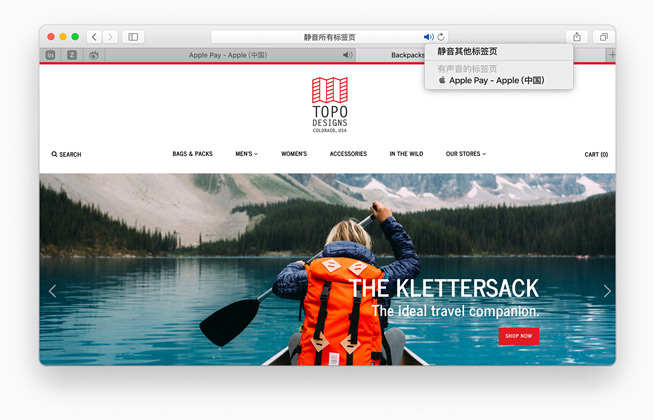 静音所有标签页
Apple Pay - Apple (中国)
Backpacks
静音其他标签页
有声音的标签页
Apple Pay - Apple (中国)
TOPO
DESIGNS
COLORADO, USA
SEARCH
BAGS & PACKS
MEN'S
WOMEN'S
ACCESSORIES
IN THE WILD
OUR STORES
CART (0)
THE KLETTERSACK
The ideal travel companion.
SHOP NOW